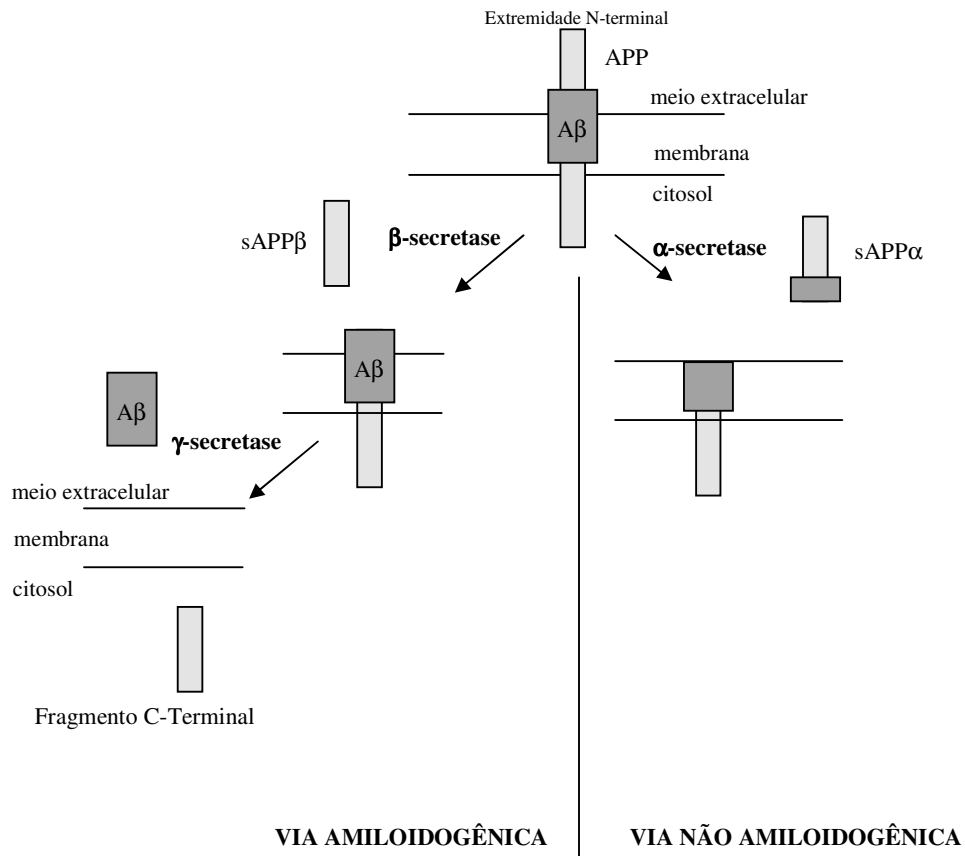 Extremidade N-terminal
APP
meio extracelular
Aβ
membrana
citosol
sAPPβ
β-secretase
α-secretase
sAPPα
Aβ
Aβ
γ-secretase
meio extracelular
membrana
citosol
Fragmento C-Terminal
VIA AMILOIDOGÊNICA
VIA NÃO AMILOIDOGÊNICA